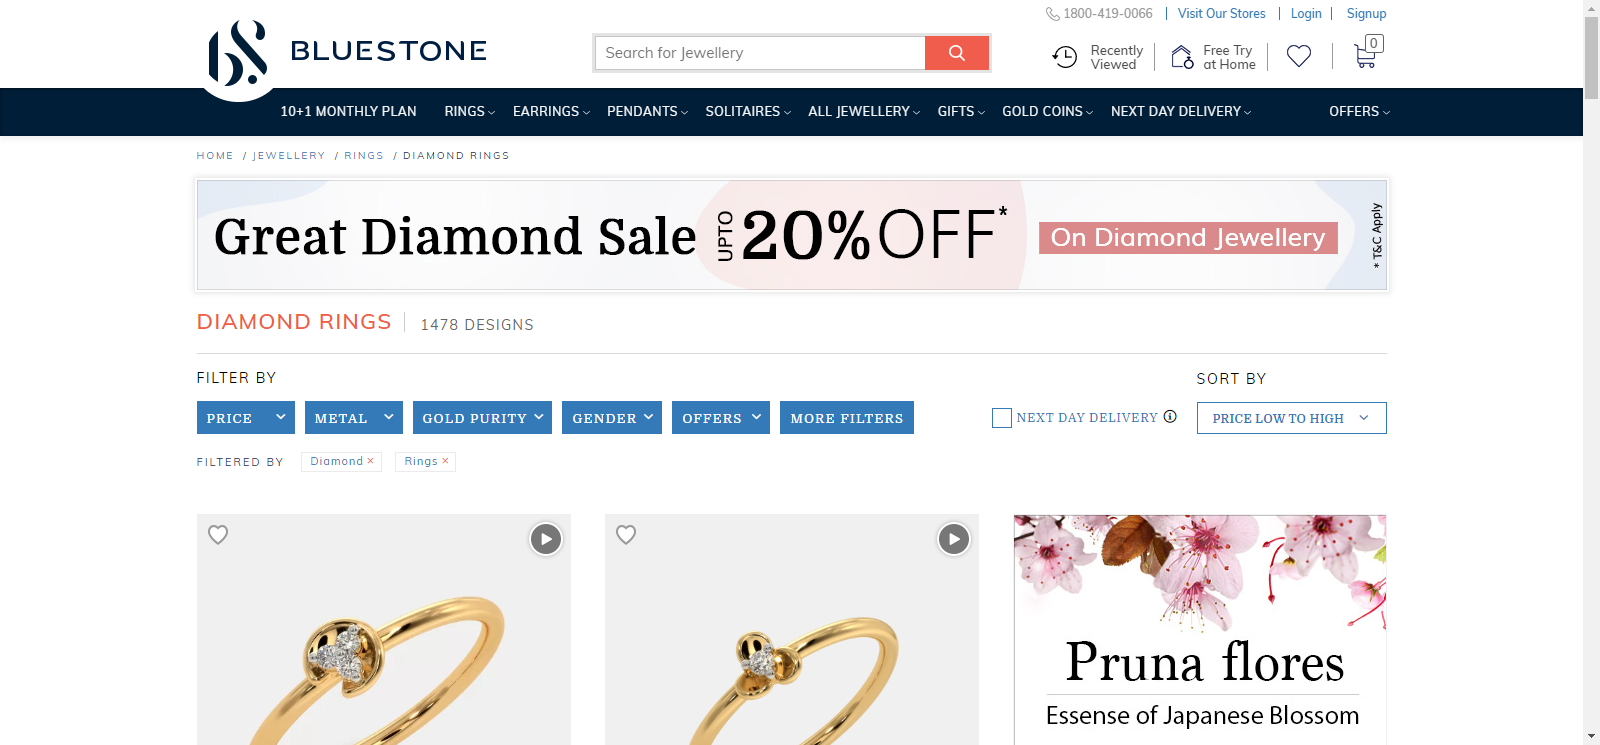 1800-419-0066 Visit Our Stores Login Signup
BLUESTONE
Search for Jewellery
Recently
Viewed
Free Try
at Home
0
10+1 MONTHLY PLAN RINGS EARRINGS PENDANTS SOLITAIRES ALL JEWELLERY GIFTS GOLD COINS NEXT DAY DELIVERY OFFERS
HOME / JEWELLERY / RINGS / DIAMOND RINGS
Great Diamond Sale UPTO 20% OFF* On Diamond Jewellery * T&C Apply
DIAMOND RINGS 1478 DESIGNS
FILTER BY
SORT BY
PRICE METAL GOLD PURITY GENDER OFFERS MORE FILTERS NEXT DAY DELIVERY PRICE LOW TO HIGH
FILTERED BY Diamond × Rings ×
Pruna flores
Essense of Japanese Blossom